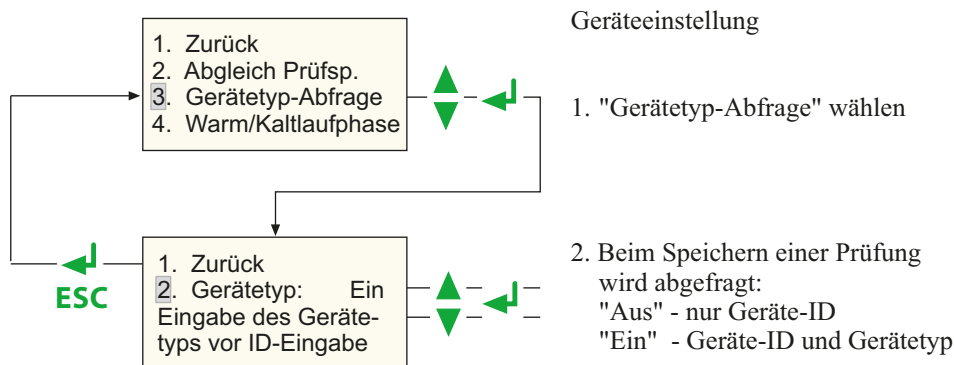 Geräteeinstellung
1. Zurück
2. Abgleich Prüfsp.
3. Gerätetyp-Abfrage
4. Warm/Kaltlaufphase
1. "Gerätetyp-Abfrage" wählen
1. Zurück
2. Gerätetyp: Ein
Eingabe des Geräte-
typs vor ID-Eingabe
ESC
2. Beim Speichern einer Prüfung
wird abgefragt:
"Aus" - nur Geräte-ID
"Ein" - Geräte-ID und Gerätetyp